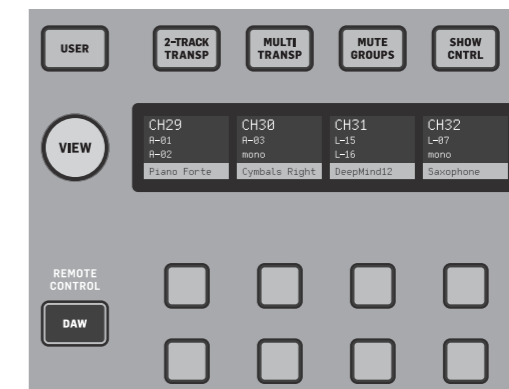 USER
2-TRACK
TRANSP
MULTI
TRANSP
MUTE
GROUPS
SHOW
CNTRL
VIEW
CH29
A-01
A-02
Piano Forte
CH30
A-03
mono
Cymbals Right
CH31
L-15
L-16
DeepMind12
CH32
L-07
mono
Saxophone
REMOTE
CONTROL
DAW